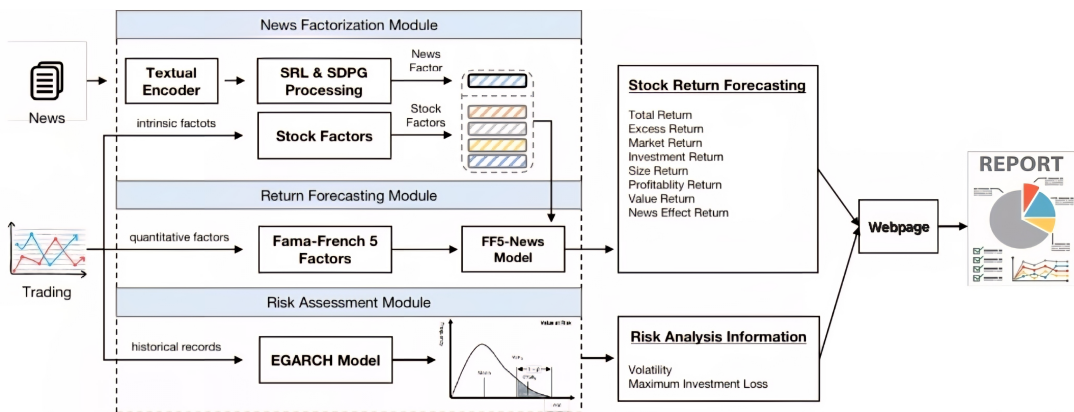 News Factorization Module
News
Textual
Encoder
SRL & SDPG
Processing
News
Factor
intrinsic factots
Stock Factors
Stock
Factors
Return Forecasting Module
Trading
quantitative factors
Fama-French 5
Factors
FF5-News
Model
Risk Assessment Module
historical records
EGARCH Model
Value at Risk
Stock Return Forecasting
Total Return
Excess Return
Market Return
Investment Return
Size Return
Profitablity Return
Value Return
News Effect Return
Risk Analysis Information
Volatility
Maximum Investment Loss
Webpage
REPORT